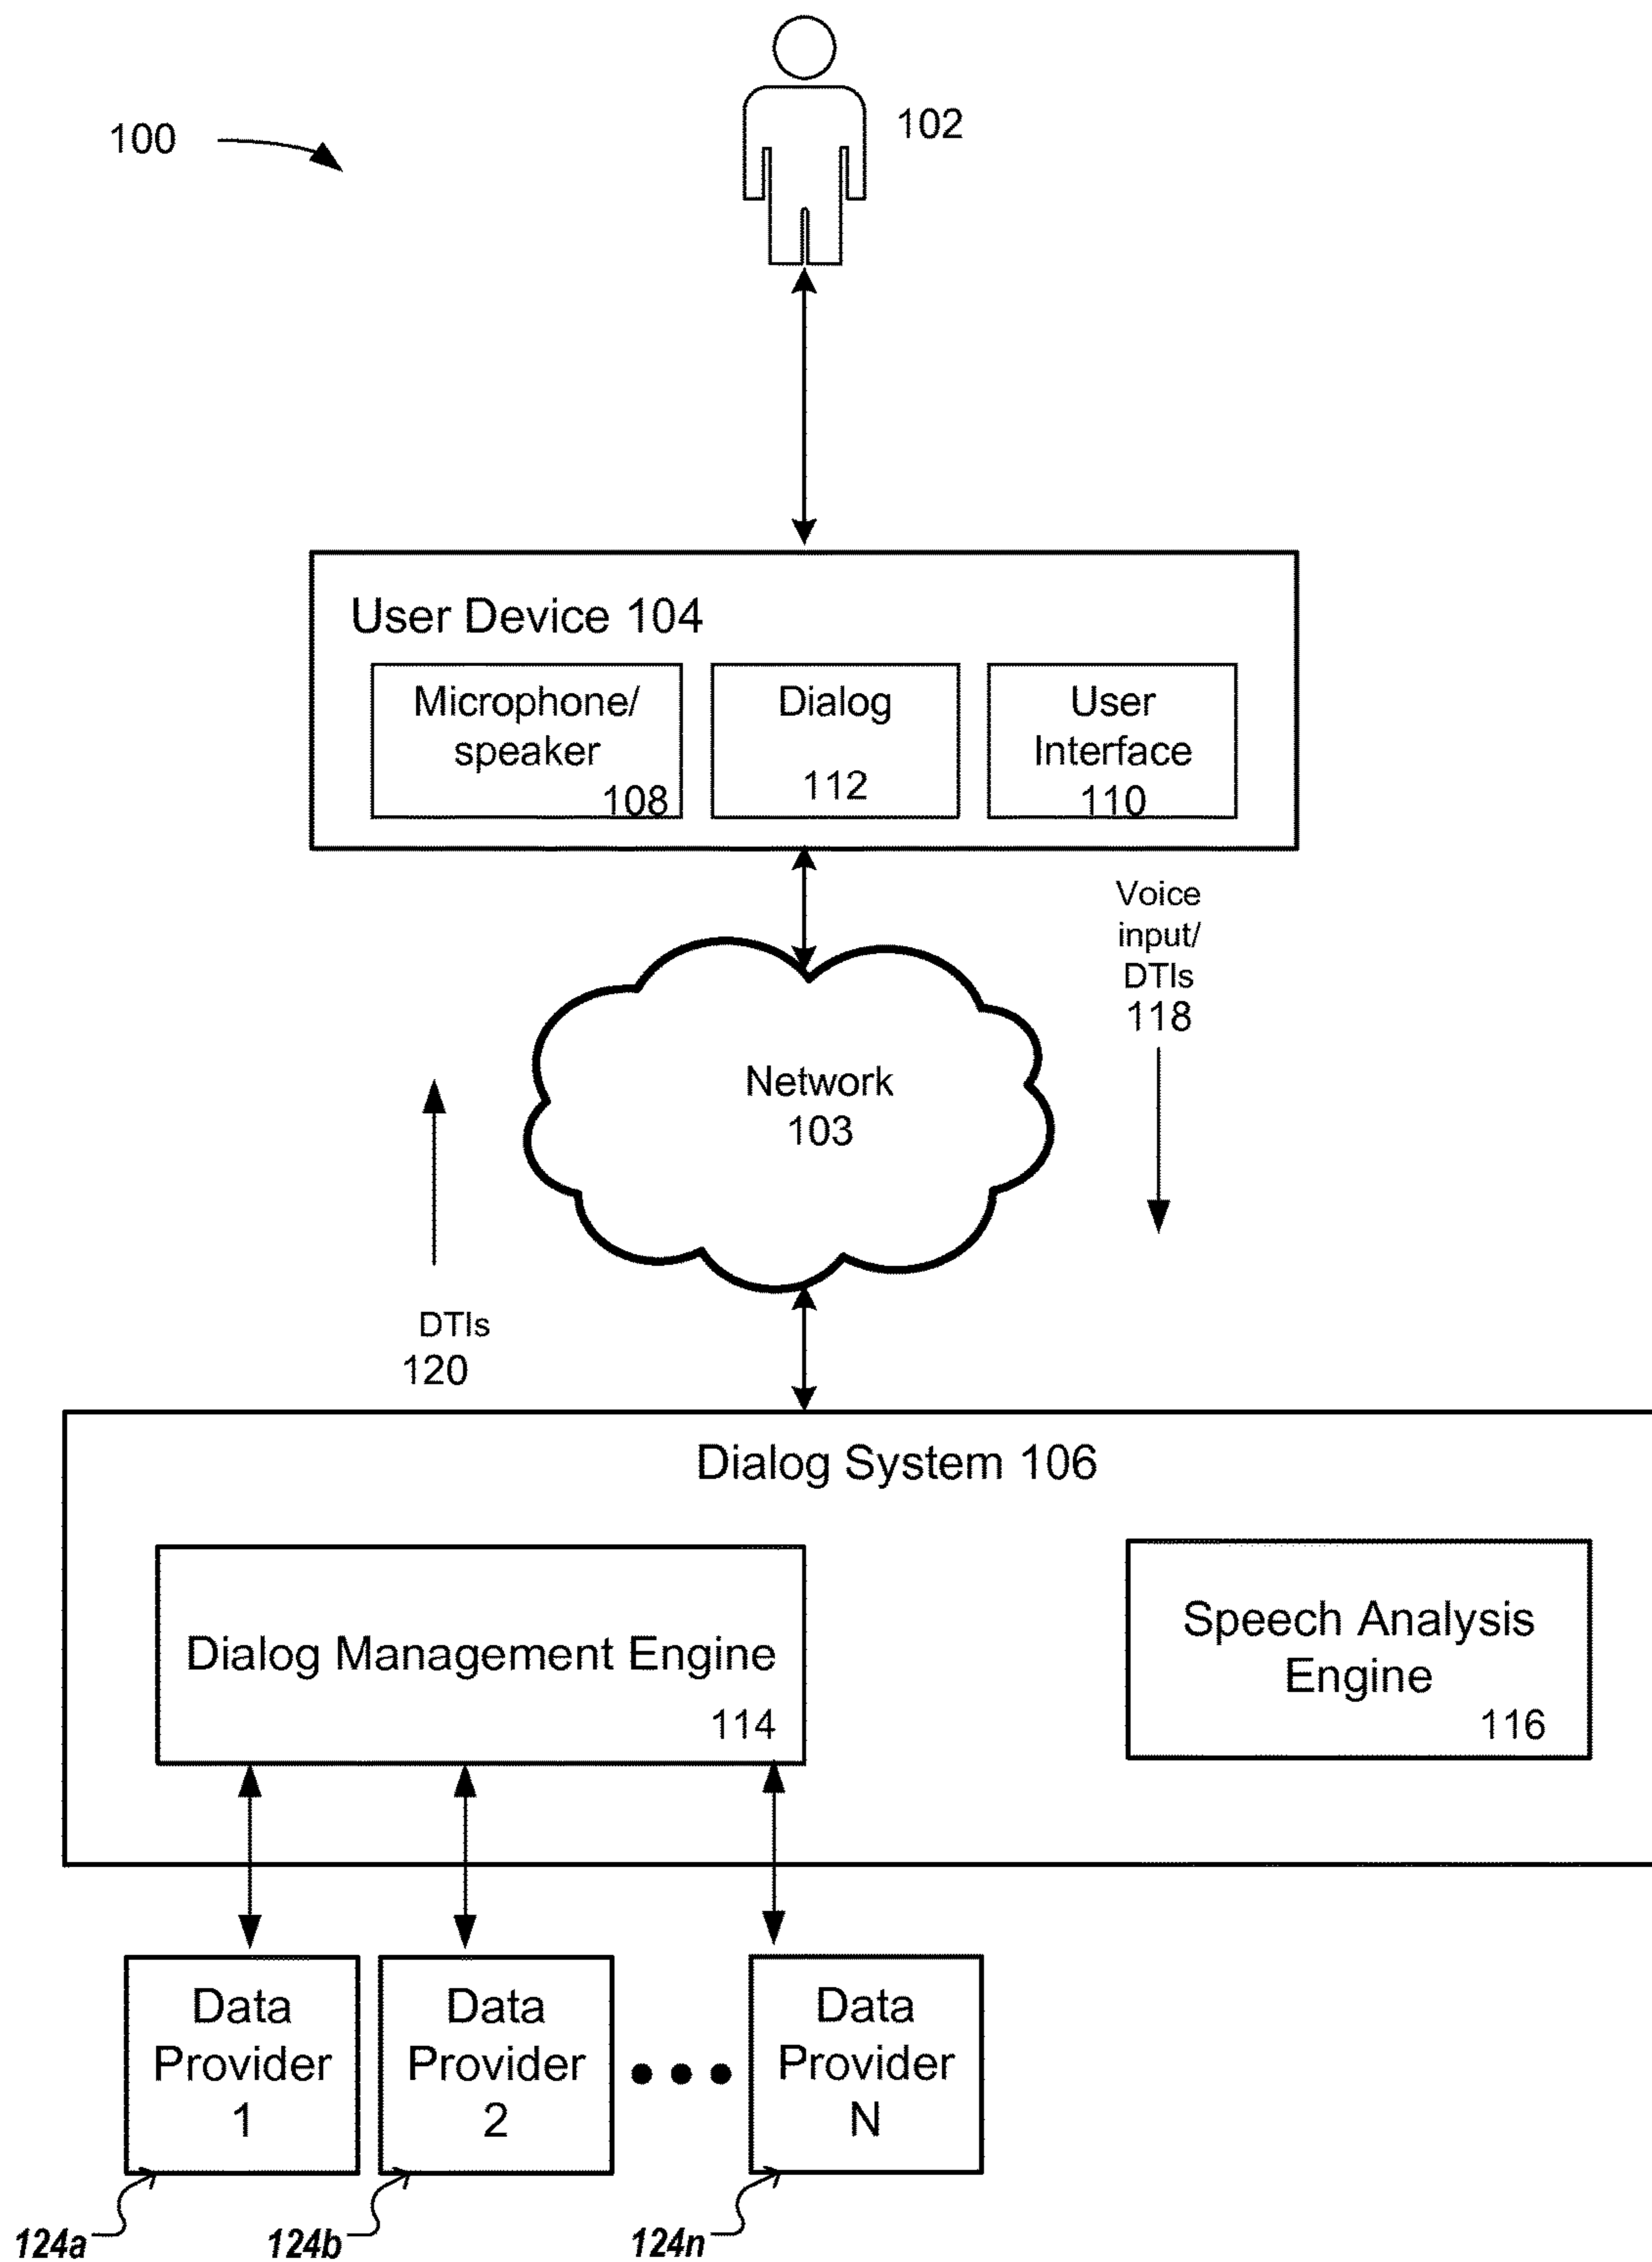 100
102
User Device 104
Microphone/
speaker
108
Dialog
112
User
Interface
110
Voice
input/
DTIs
118
Network
103
DTIs
120
Dialog System 106
Dialog Management Engine
114
Speech Analysis
Engine
116
Data
Provider
1
Data
Provider
2
Data
Provider
N
124a
124b
124n